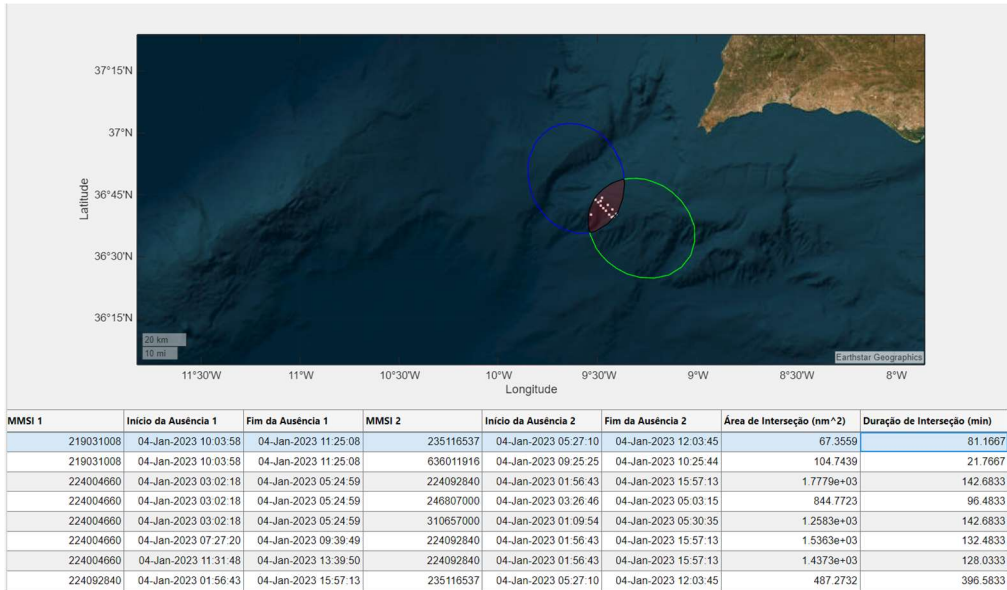 37°15'N
37°N
36°45'N
36°30'N
36°15'N
Latitude
20 km
10 mi
Earthstar Geographics
11°30'W 11°W 10°30'W 10°W 9°30'W 9°W 8°30'W 8°W
Longitude
MMSI 1 Início da Ausência 1 Fim da Ausência 1 MMSI 2 Início da Ausência 2 Fim da Ausência 2 Área de Interseção (nm^2) Duração de Interseção (min)
219031008 04-Jan-2023 10:03:58 04-Jan-2023 11:25:08 235116537 04-Jan-2023 05:27:10 04-Jan-2023 12:03:45 67.3559 81.1667
219031008 04-Jan-2023 10:03:58 04-Jan-2023 11:25:08 636011916 04-Jan-2023 09:25:25 04-Jan-2023 10:25:44 104.7439 21.7667
224004660 04-Jan-2023 03:02:18 04-Jan-2023 05:24:59 224092840 04-Jan-2023 01:56:43 04-Jan-2023 15:57:13 1.7779e+03 142.6833
224004660 04-Jan-2023 03:02:18 04-Jan-2023 05:24:59 246807000 04-Jan-2023 03:26:46 04-Jan-2023 05:03:15 844.7723 96.4833
224004660 04-Jan-2023 03:02:18 04-Jan-2023 05:24:59 310657000 04-Jan-2023 01:09:54 04-Jan-2023 05:30:35 1.2583e+03 142.6833
224004660 04-Jan-2023 07:27:20 04-Jan-2023 09:39:49 224092840 04-Jan-2023 01:56:43 04-Jan-2023 15:57:13 1.5363e+03 132.4833
224004660 04-Jan-2023 11:31:48 04-Jan-2023 13:39:50 224092840 04-Jan-2023 01:56:43 04-Jan-2023 15:57:13 1.4373e+03 128.0333
224092840 04-Jan-2023 01:56:43 04-Jan-2023 15:57:13 235116537 04-Jan-2023 05:27:10 04-Jan-2023 12:03:45 487.2732 396.5833